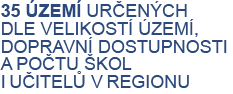 35 ÚZEMÍ URČENÝCH
DLE VELIKOSTÍ ÚZEMÍ,
DOPRAVNÍ DOSTUPNOSTI
A POČTU ŠKOL
I UČITELŮ V REGIONU